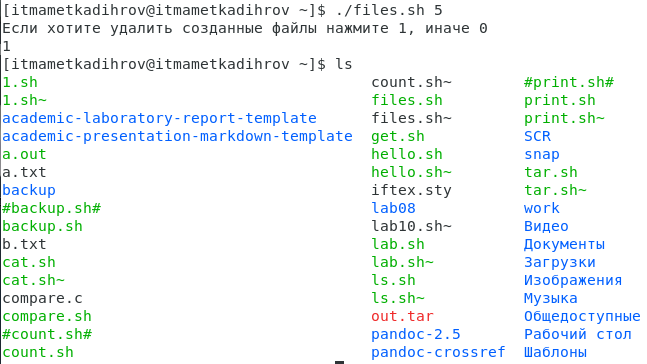 [itmametkadihrov@itmametkadihrov ~]$ ./files.sh 5
Если хотите удалить созданные файлы нажмите 1, иначе 0
1
[itmametkadihrov@itmametkadihrov ~]$ ls
1.sh count.sh~ #print.sh#
1.sh~ files.sh print.sh
academic-laboratory-report-template files.sh~ print.sh~
academic-presentation-markdown-template get.sh SCR
a.out hello.sh snap
a.txt hello.sh~ tar.sh
backup iftex.sty tar.sh~
#backup.sh# lab08 work
backup.sh lab10.sh~ Видео
b.txt lab.sh Документы
cat.sh lab.sh~ Загрузки
cat.sh~ ls.sh Изображения
compare.c ls.sh~ Музыка
compare.sh out.tar Общедоступные
#count.sh# pandoc-2.5 Рабочий стол
count.sh pandoc-crossref Шаблоны